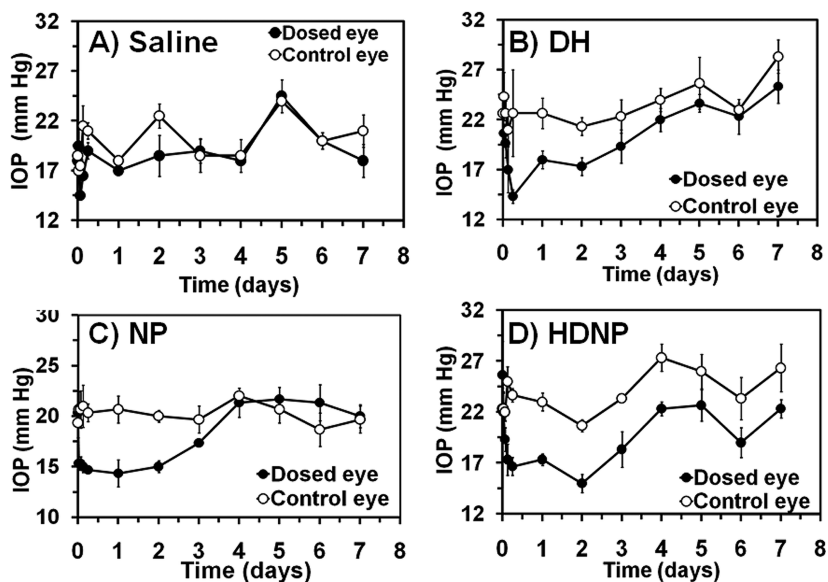 A) Saline
Dosed eye
Control eye
IOP (mm Hg)
32
27
22
17
12
0 1 2 3 4 5 6 7 8
Time (days)
B) DH
Dosed eye
Control eye
IOP (mm Hg)
32
27
22
17
12
0 1 2 3 4 5 6 7 8
Time (days)
C) NP
Dosed eye
Control eye
IOP (mm Hg)
30
25
20
15
10
0 1 2 3 4 5 6 7 8
Time (days)
D) HDNP
Dosed eye
Control eye
IOP (mm Hg)
32
27
22
17
12
0 1 2 3 4 5 6 7 8
Time (days)